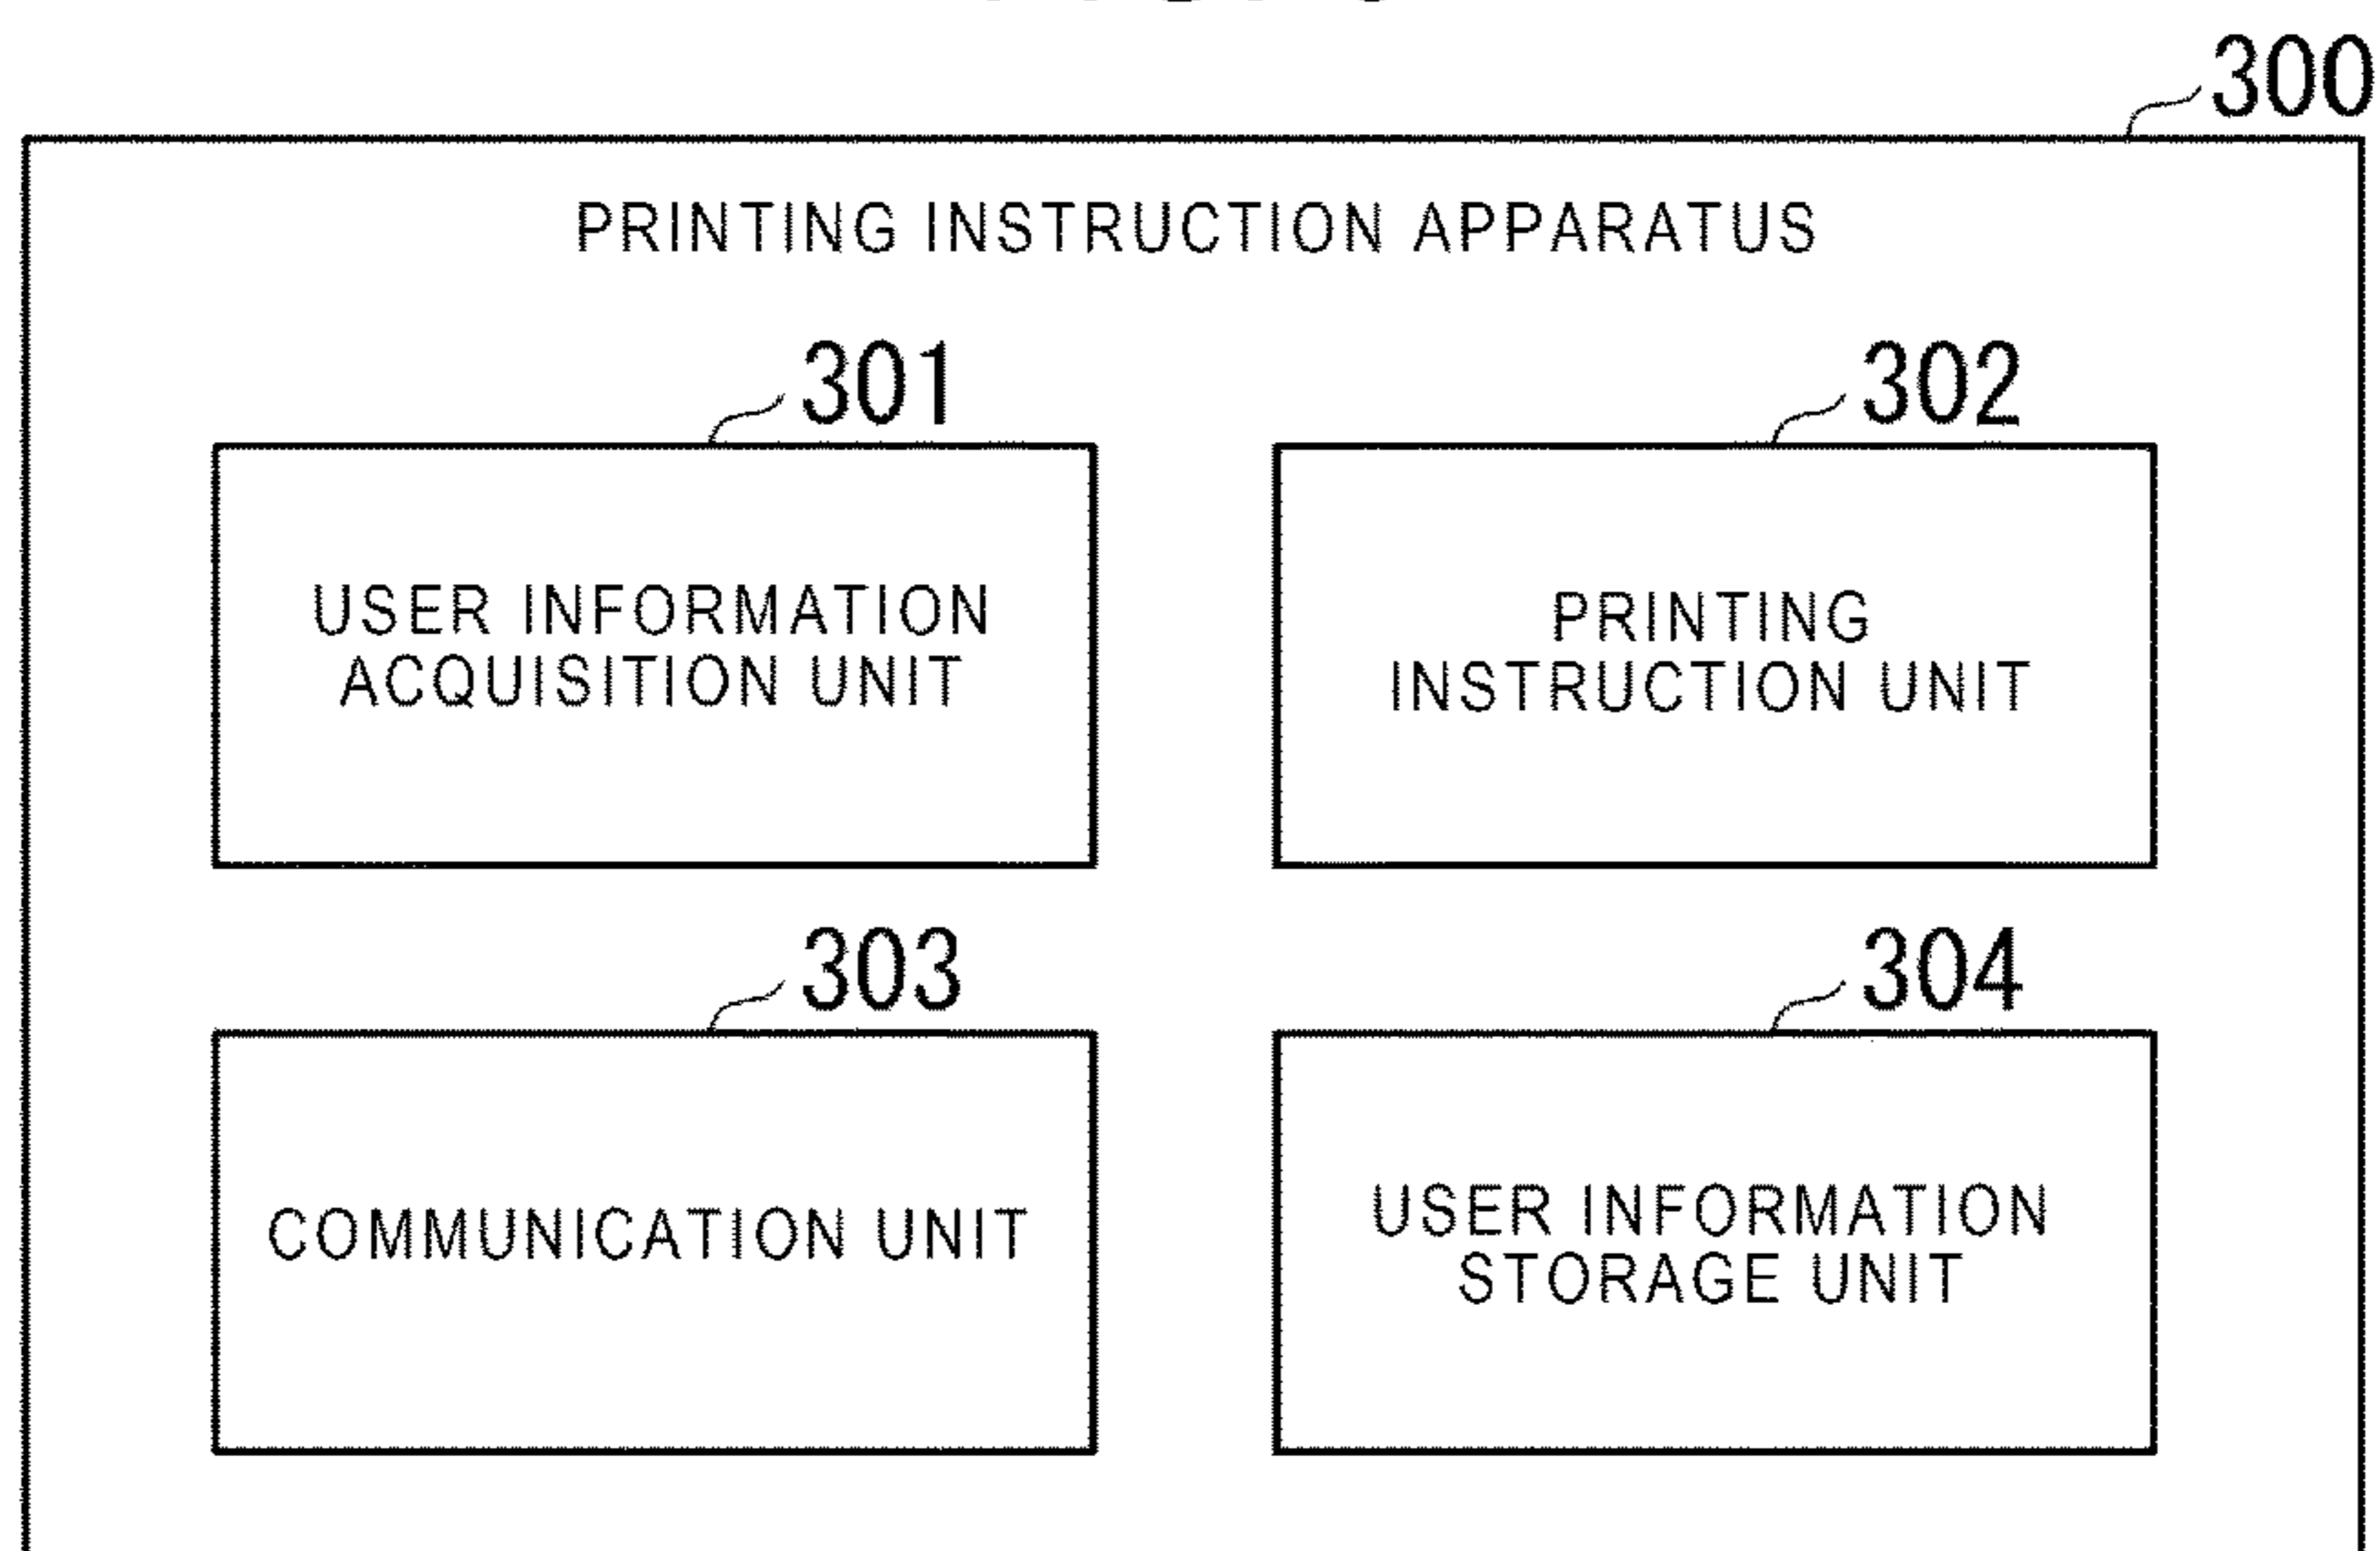 300
PRINTING INSTRUCTION APPARATUS
301
302
USER INFORMATION
ACQUISITION UNIT
PRINTING
INSTRUCTION UNIT
303
304
COMMUNICATION UNIT
USER INFORMATION
STORAGE UNIT